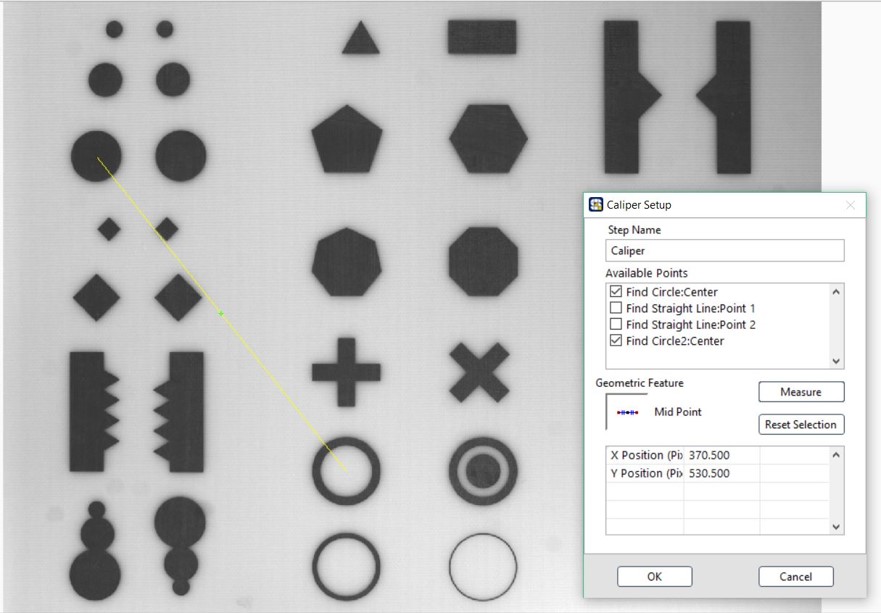 Caliper Setup
Step Name
Caliper
Available Points
Find Circle:Center
Find Straight Line:Point 1
Find Straight Line:Point 2
Find Circle2:Center
Geometric Feature
Measure
Mid Point
Reset Selection
X Position (Pix 370.500
Y Position (Pix 530.500
OK Cancel